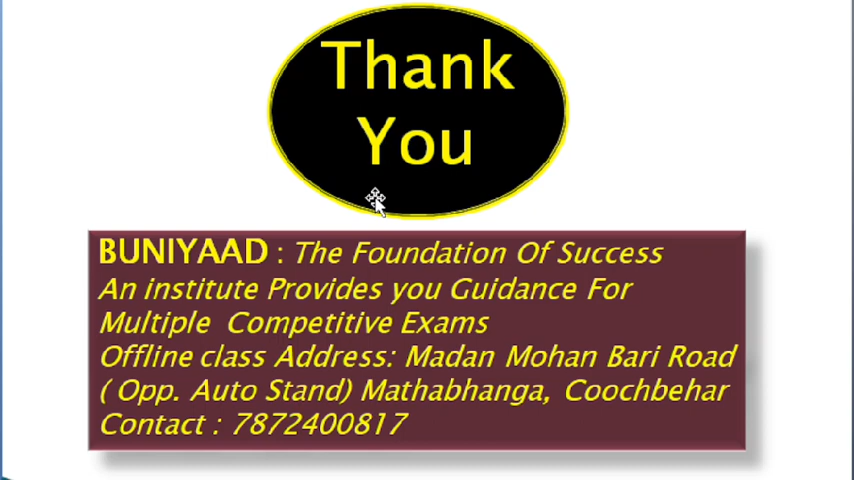 Thank
You
BUNIYAAD : The Foundation Of Success
An institute Provides you Guidance For
Multiple Competitive Exams
Offline class Address: Madan Mohan Bari Road
( Opp. Auto Stand) Mathabhanga, Coochbehar
Contact : 7872400817